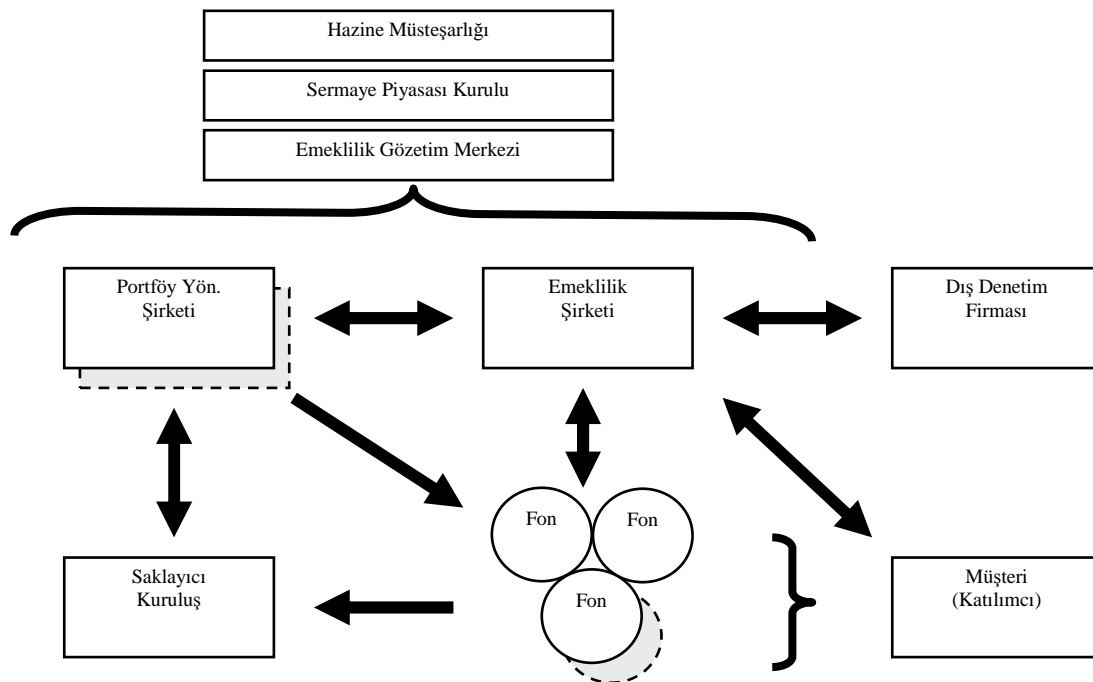 Hazine Müsteşarlığı
Sermaye Piyasası Kurulu
Emeklilik Gözetim Merkezi
Portföy Yön.
Şirketi
Emeklilik
Şirketi
Dış Denetim
Firması
Fon
Fon
Fon
Saklayıcı
Kuruluş
Müşteri
(Katılımcı)